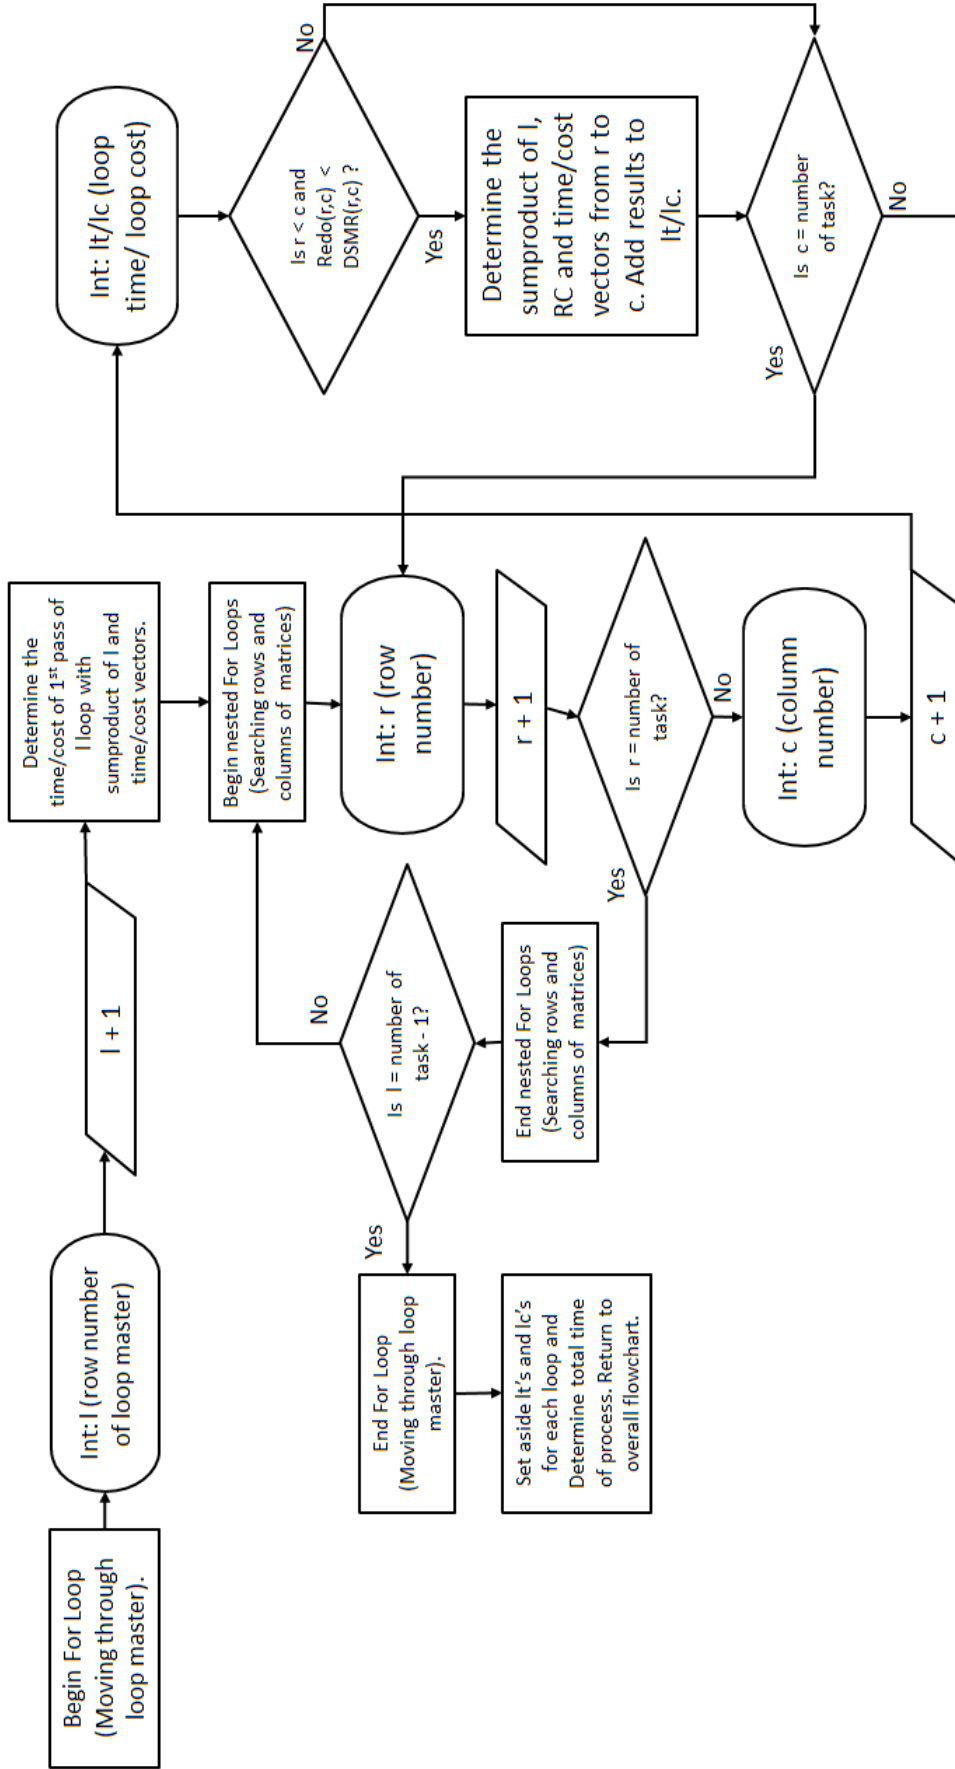 Begin For Loop
(Moving through
loop master).
Int: l (row number
of loop master)
l + 1
Determine the
time/cost of 1st pass of
l loop with
sumproduct of l and
time/cost vectors.
Begin nested For Loops
(Searching rows and
columns of matrices)
Int: r (row
number)
r + 1
Is r = number of
task?
Yes
No
End nested For Loops
(Searching rows and
columns of matrices)
Is l = number of
task - 1?
No
Yes
End For Loop
(Moving through loop
master).
Set aside lt's and lc's
for each loop and
Determine total time
of process. Return to
overall flowchart.
Int: c (column
number)
c + 1
Int: lt/lc (loop
time/ loop cost)
Is r < c and
Redo(r,c) <
DSMR(r,c) ?
No
Yes
Determine the
sumproduct of l,
RC and time/cost
vectors from r to
c. Add results to
lt/lc.
Is c = number
of task?
Yes
No